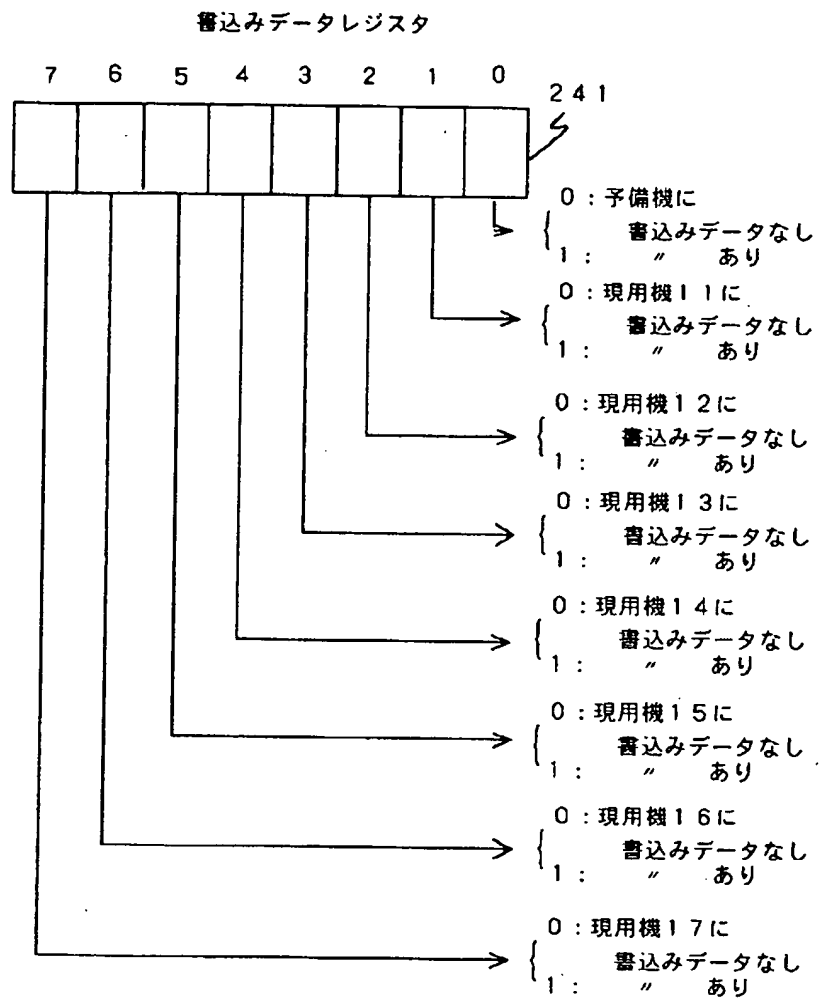 書込みデータレジスタ
7 6 5 4 3 2 1 0
241
0:予備機に
書込みデータなし
1: 〃 あり
0:現用機11に
書込みデータなし
1: 〃 あり
0:現用機12に
書込みデータなし
1: 〃 あり
0:現用機13に
書込みデータなし
1: 〃 あり
0:現用機14に
書込みデータなし
1: 〃 あり
0:現用機15に
書込みデータなし
1: 〃 あり
0:現用機16に
書込みデータなし
1: 〃 あり
0:現用機17に
書込みデータなし
1: 〃 あり